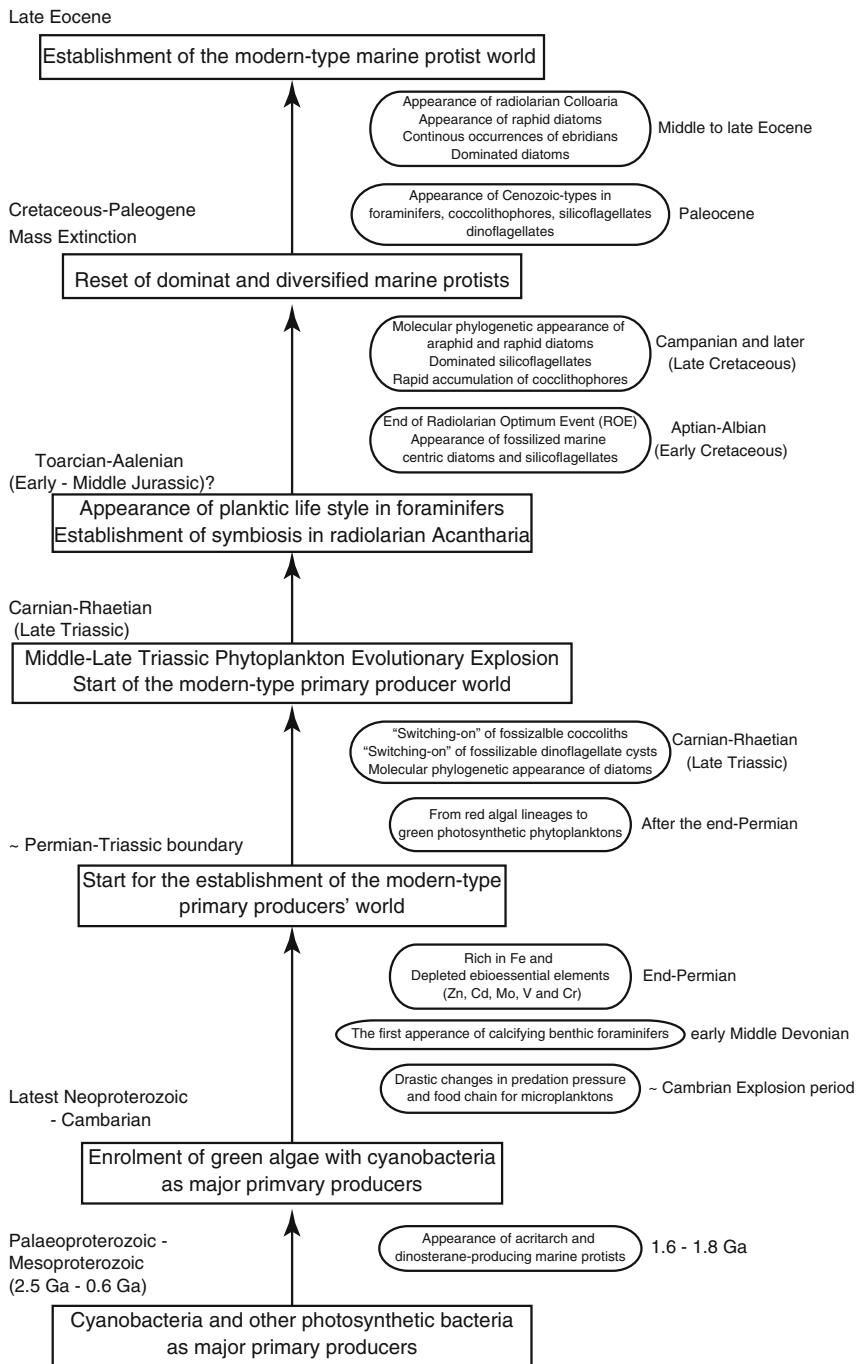 Late Eocene
Establishment of the modern-type marine protist world
Appearance of radiolarian Colloaria
Appearance of raphid diatoms
Continous occurrences of ebridians
Dominated diatoms
Middle to late Eocene
Appearance of Cenozoic-types in
foraminifers, coccolithophores, silicoflagellates
dinoflagellates
Paleocene
Cretaceous-Paleogene
Mass Extinction
Reset of dominat and diversified marine protists
Molecular phylogenetic appearance of
araphid and raphid diatoms
Dominated silicoflagellates
Rapid accumulation of cocclithophores
Campanian and later
(Late Cretaceous)
End of Radiolarian Optimum Event (ROE)
Appearance of fossilized marine
centric diatoms and silicoflagellates
Aptian-Albian
(Early Cretaceous)
Toarcian-Aalenian
(Early - Middle Jurassic)?
Appearance of planktic life style in foraminifers
Establishment of symbiosis in radiolarian Acantharia
Carnian-Rhaetian
(Late Triassic)
Middle-Late Triassic Phytoplankton Evolutionary Explosion
Start of the modern-type primary producer world
“Switching-on” of fossizalble coccoliths
“Switching-on” of fossilizable dinoflagellate cysts
Molecular phylogenetic appearance of diatoms
Carnian-Rhaetian
(Late Triassic)
From red algal lineages to
green photosynthetic phytoplanktons
After the end-Permian
~ Permian-Triassic boundary
Start for the establishment of the modern-type
primary producers’ world
Rich in Fe and
Depleted ebioessential elements
(Zn, Cd, Mo, V and Cr)
End-Permian
The first apperance of calcifying benthic foraminifers
early Middle Devonian
Drastic changes in predation pressure
and food chain for microplanktons
~ Cambrian Explosion period
Latest Neoproterozoic
- Cambarian
Enrolment of green algae with cyanobacteria
as major primvary producers
Palaeoproterozoic -
Mesoproterozoic
(2.5 Ga - 0.6 Ga)
Appearance of acritarch and
dinosterane-producing marine protists
1.6 - 1.8 Ga
Cyanobacteria and other photosynthetic bacteria
as major primary producers